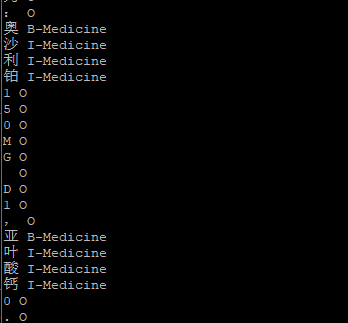 ： O
奥 B-Medicine
沙 I-Medicine
利 I-Medicine
铂 I-Medicine
1 O
5 O
0 O
M O
G O
O
D O
1 O
， O
亚 B-Medicine
叶 I-Medicine
酸 I-Medicine
钙 I-Medicine
0 O
. O